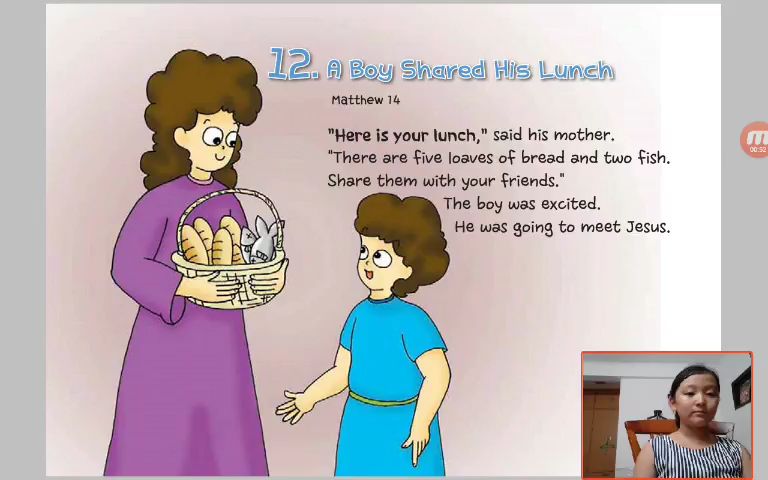 12. A Boy Shared His Lunch
Matthew 14
"Here is your lunch," said his mother.
"There are five loaves of bread and two fish.
Share them with your friends."
The boy was excited.
He was going to meet Jesus.
M
00:52